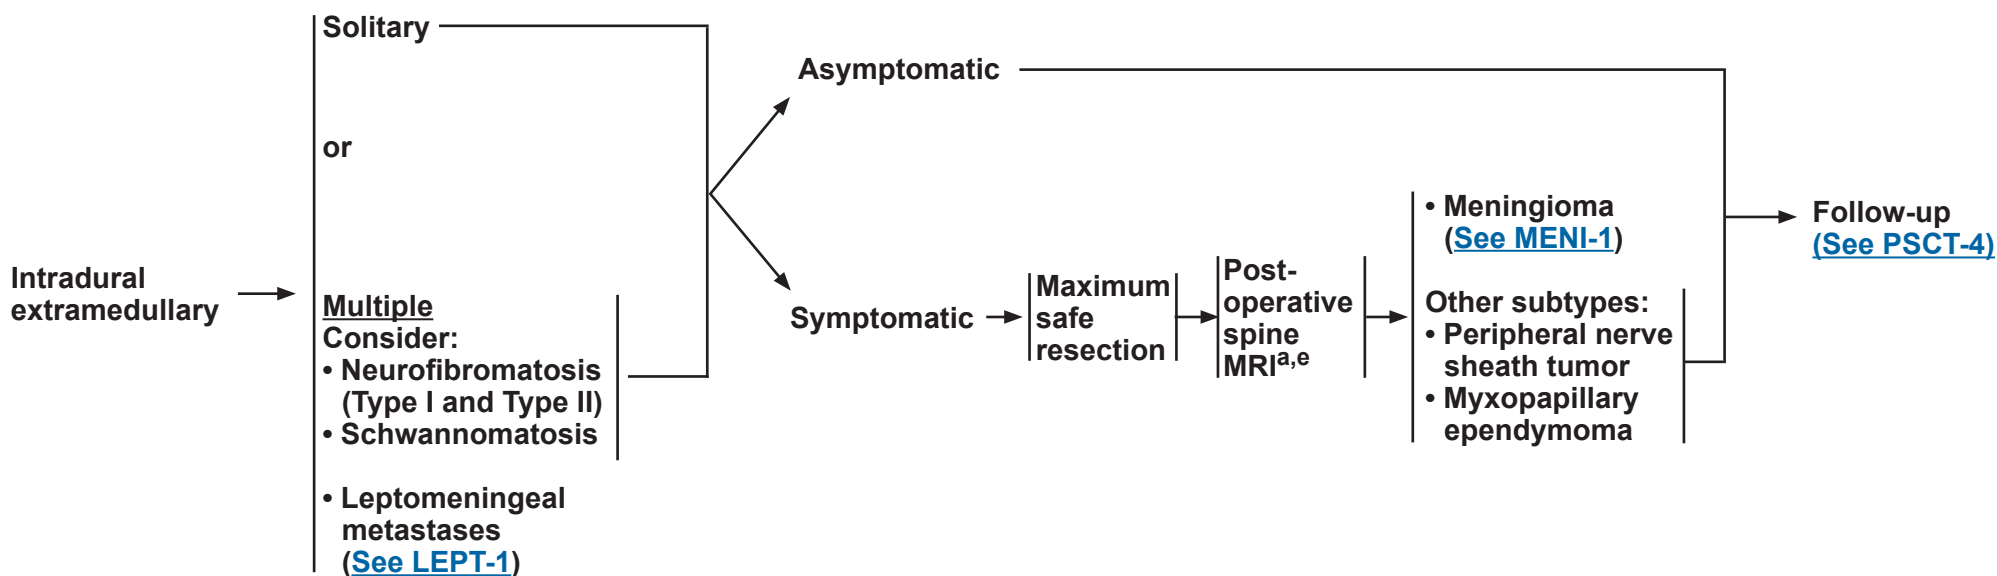 Intradural
extramedullary
Solitary
or
Multiple
Consider:
• Neurofibromatosis
(Type I and Type II)
• Schwannomatosis
• Leptomeningeal
metastases
(See LEPT-1)
Asymptomatic
Symptomatic
Maximum
safe
resection
Post-
operative
spine
MRIa,e
• Meningioma
(See MENI-1)
Other subtypes:
• Peripheral nerve
sheath tumor
• Myxopapillary
ependymoma
Follow-up
(See PSCT-4)